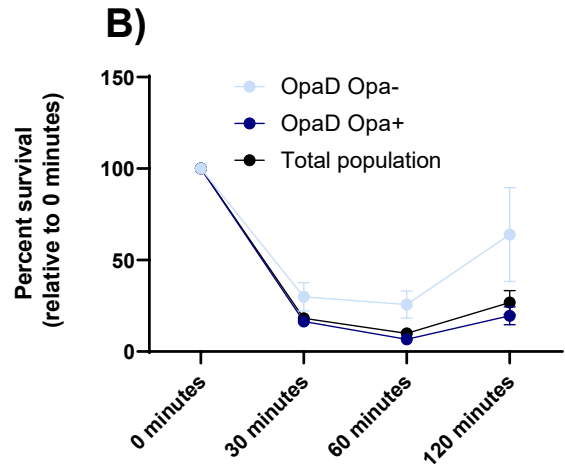 B)
Percent survival
(relative to 0 minutes)
150
100
50
0
OpaD Opa-
OpaD Opa+
Total population
0 minutes
30 minutes
60 minutes
120 minutes